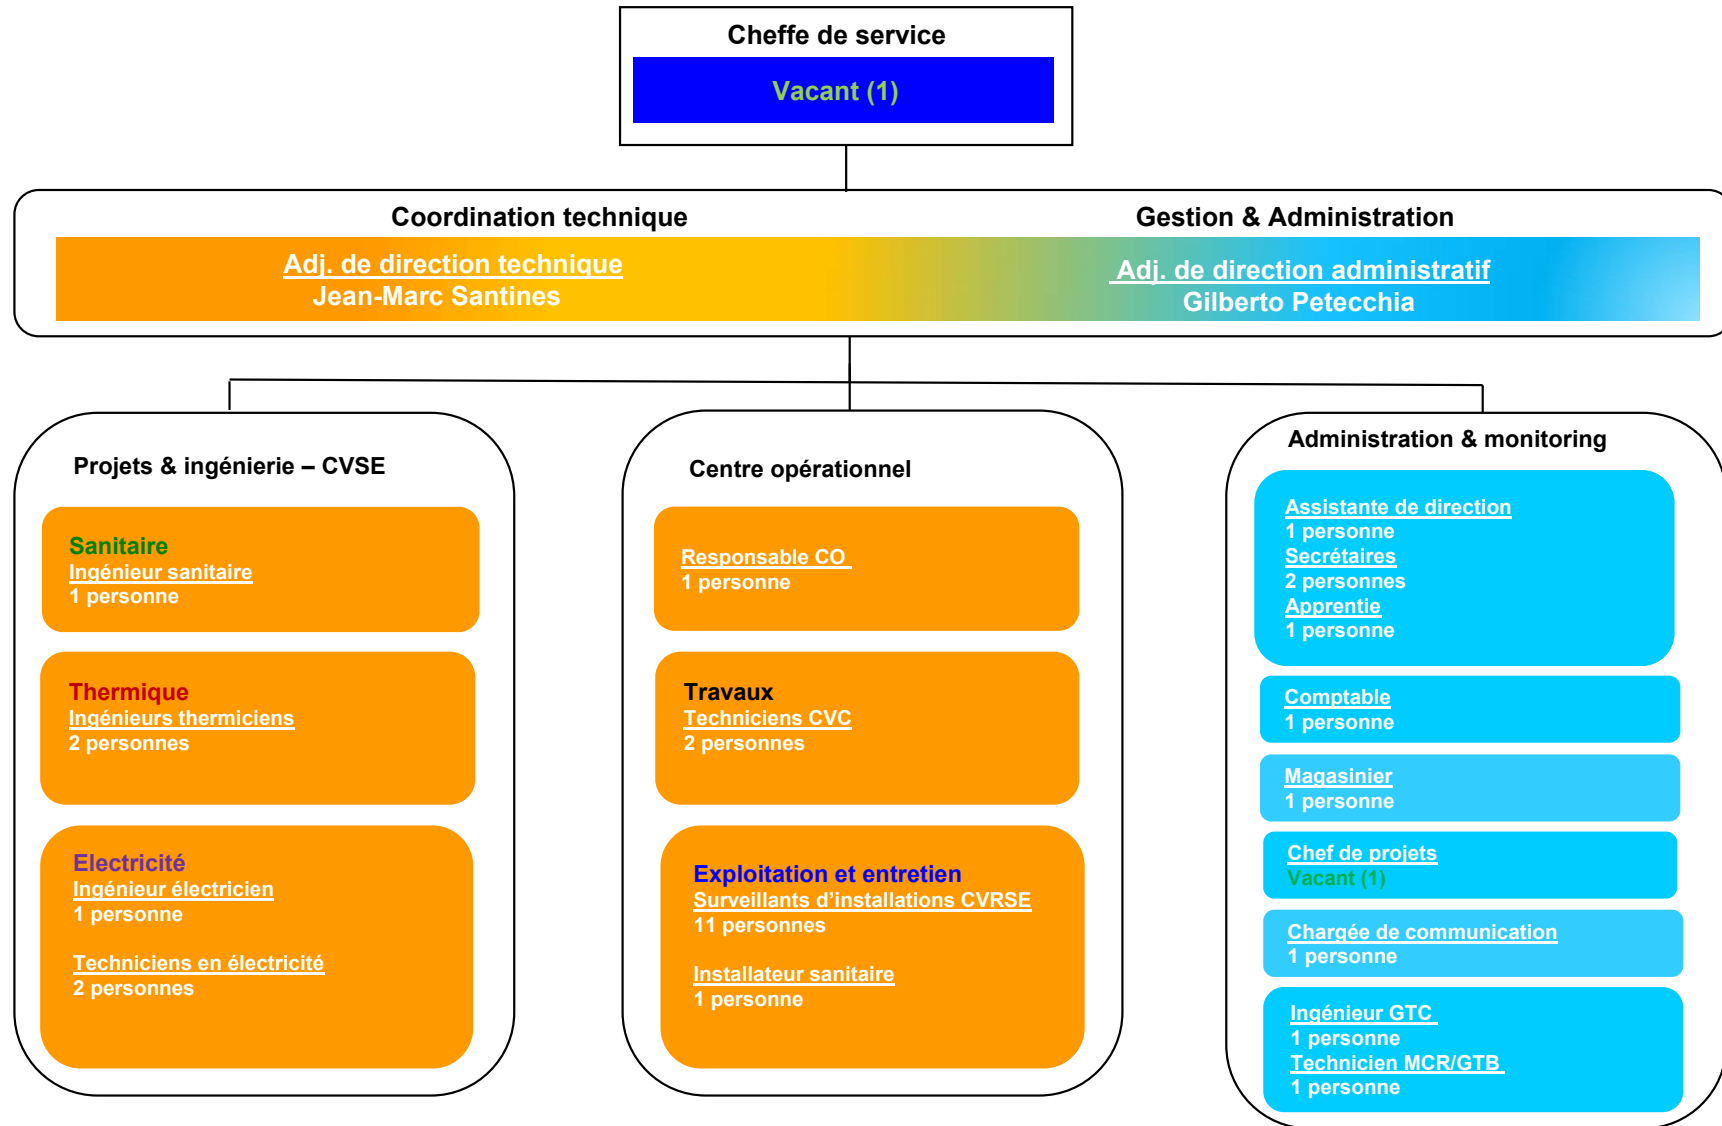 Cheffe de service
Vacant (1)
Coordination technique
Gestion & Administration
Adj. de direction technique
Jean-Marc Santines
Adj. de direction administratif
Gilberto Petecchia
Projets & ingénierie – CVSE
Sanitaire
Ingénieur sanitaire
1 personne
Thermique
Ingénieurs thermiciens
2 personnes
Electricité
Ingénieur électricien
1 personne
Techniciens en électricité
2 personnes
Centre opérationnel
Responsable CO
1 personne
Travaux
Techniciens CVC
2 personnes
Exploitation et entretien
Surveillants d’installations CVRSE
11 personnes
Installateur sanitaire
1 personne
Administration & monitoring
Assistante de direction
1 personne
Secrétaires
2 personnes
Apprentie
1 personne
Comptable
1 personne
Magasinier
1 personne
Chef de projets
Vacant (1)
Chargée de communication
1 personne
Ingénieur GTC
1 personne
Technicien MCR/GTB
1 personne